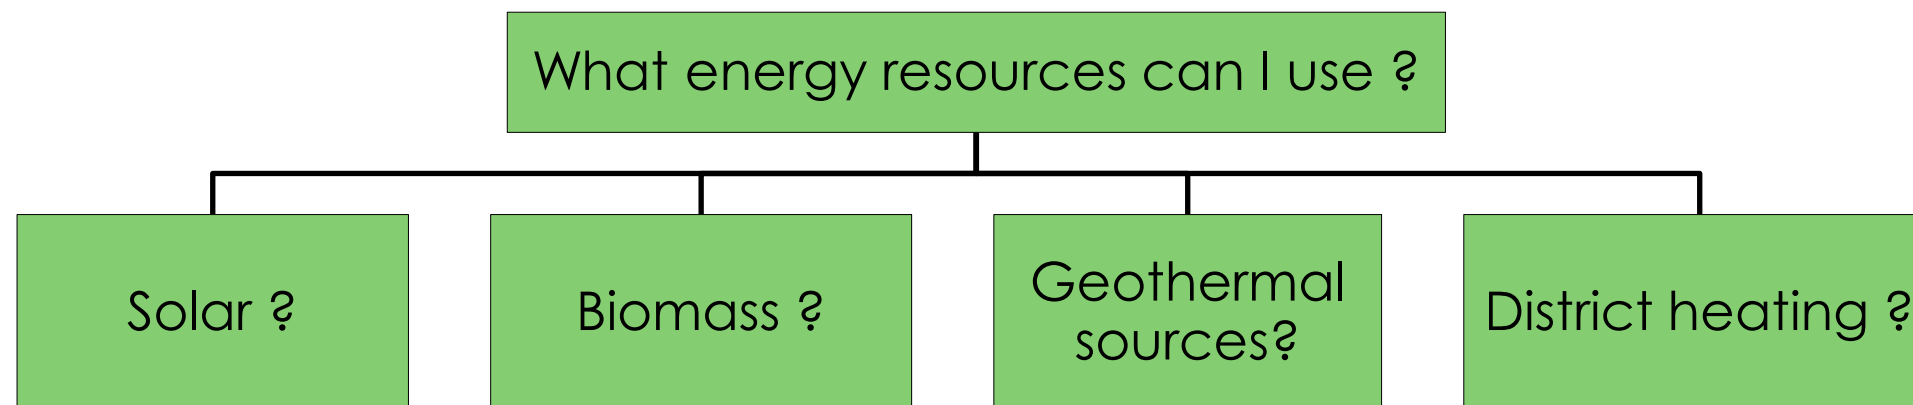 What energy resources can I use ?
Solar ?
Biomass ?
Geothermal
sources?
District heating ?